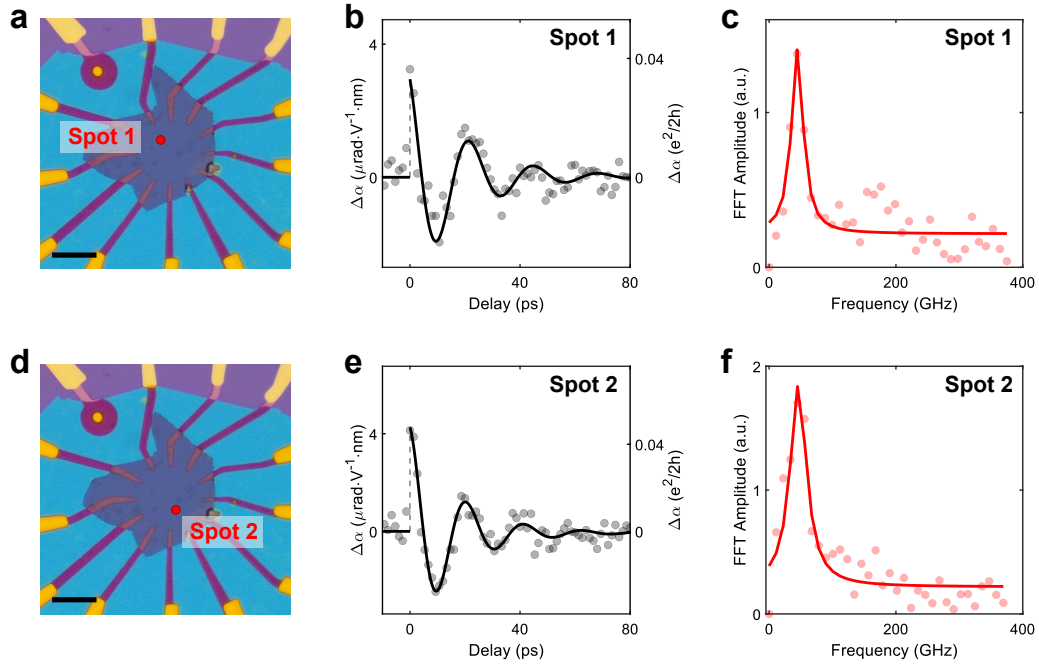 a
Spot 1
b
Spot 1
Δα (μrad·V⁻¹·nm)
4
0
0.04
0
Δα (e²/2h)
0
40
80
Delay (ps)
c
Spot 1
FFT Amplitude (a.u.)
1
0
0
200
400
Frequency (GHz)
d
Spot 2
e
Spot 2
Δα (μrad·V⁻¹·nm)
4
0
0.04
0
Δα (e²/2h)
0
40
80
Delay (ps)
f
Spot 2
FFT Amplitude (a.u.)
2
1
0
0
200
400
Frequency (GHz)